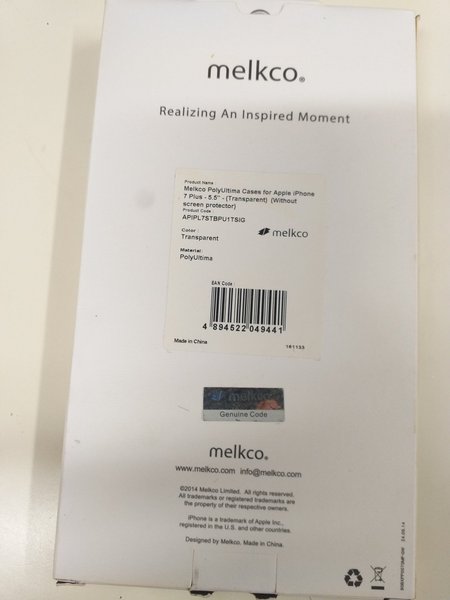 melkco®
Realizing An Inspired Moment
Product Name
Melkco PolyUltima Cases for Apple iPhone
7 Plus - 5.5" - (Transparent) (Without
screen protector)
Product Code :
APIPL7STBPU1TSIG
Color :
Transparent
melkco
Material :
PolyUltima
EAN Code :
4 894522 049441
Made in China
161133
melkco
Genuine Code
melkco®
www.melkco.com info@melkco.com
©2014 Melkco Limited. All rights reserved.
All trademarks or registered trademarks are
the property of their respective owners.
iPhone is a trademark of Apple Inc.,
registered in the U.S. and other countries.
Designed by Melkco. Made in China.